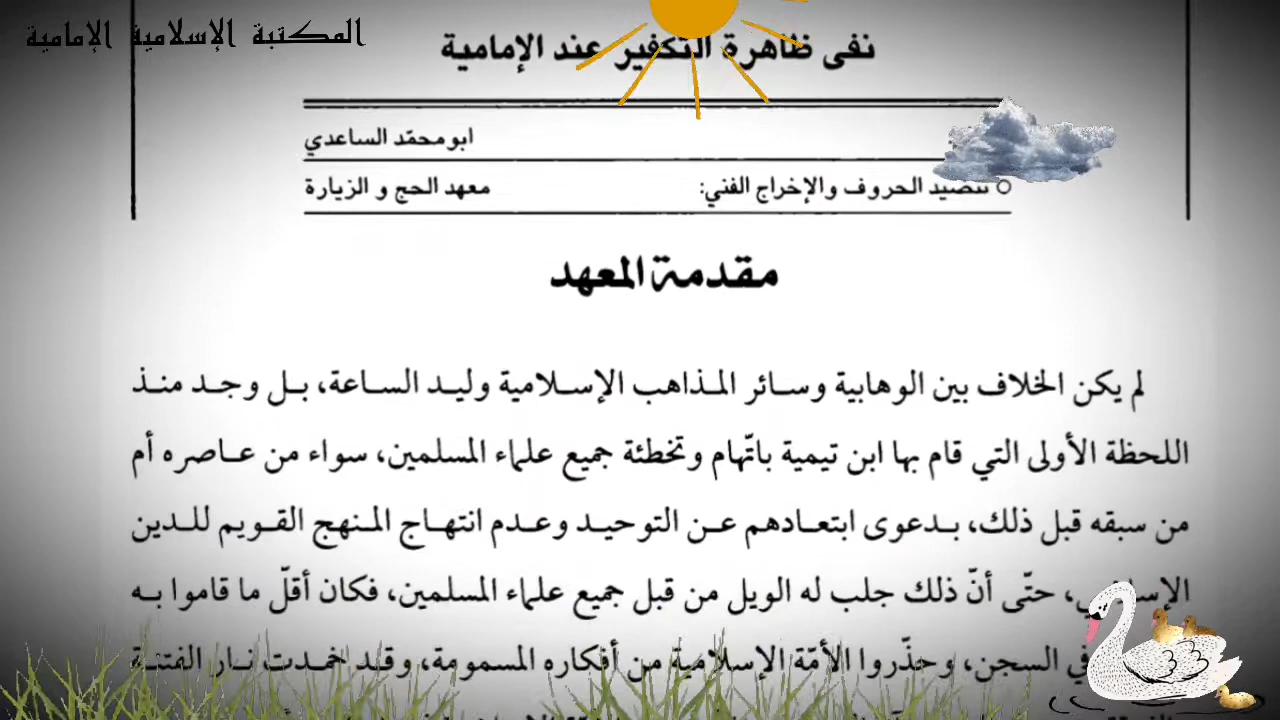 المكتبة الإسلامية الإمامية
نفى ظاهرة التكفير عند الإمامية
ابو محمّد الساعدي
تنضيد الحروف والإخراج الفني: معهد الحج و الزيارة
مقدمة المعهد
لم يكن الخلاف بين الوهابية وسائر المذاهب الإسلامية وليد الساعة، بل وجد منذ
اللحظة الأولى التي قام بها ابن تيمية باتّهام وتخطئة جميع علماء المسلمين، سواء من عاصره أم
من سبقه قبل ذلك، بدعوى ابتعادهم عن التوحيد وعدم انتهاج المنهج القويم للدين
الإسلامي، حتّى أنّ ذلك جلب له الويل من قبل جميع علماء المسلمين، فكان أقلّ ما قاموا به
في السجن، وحذّروا الأمّة الإسلامية من أفكاره المسمومة، وقد خمدت نار الفتنة